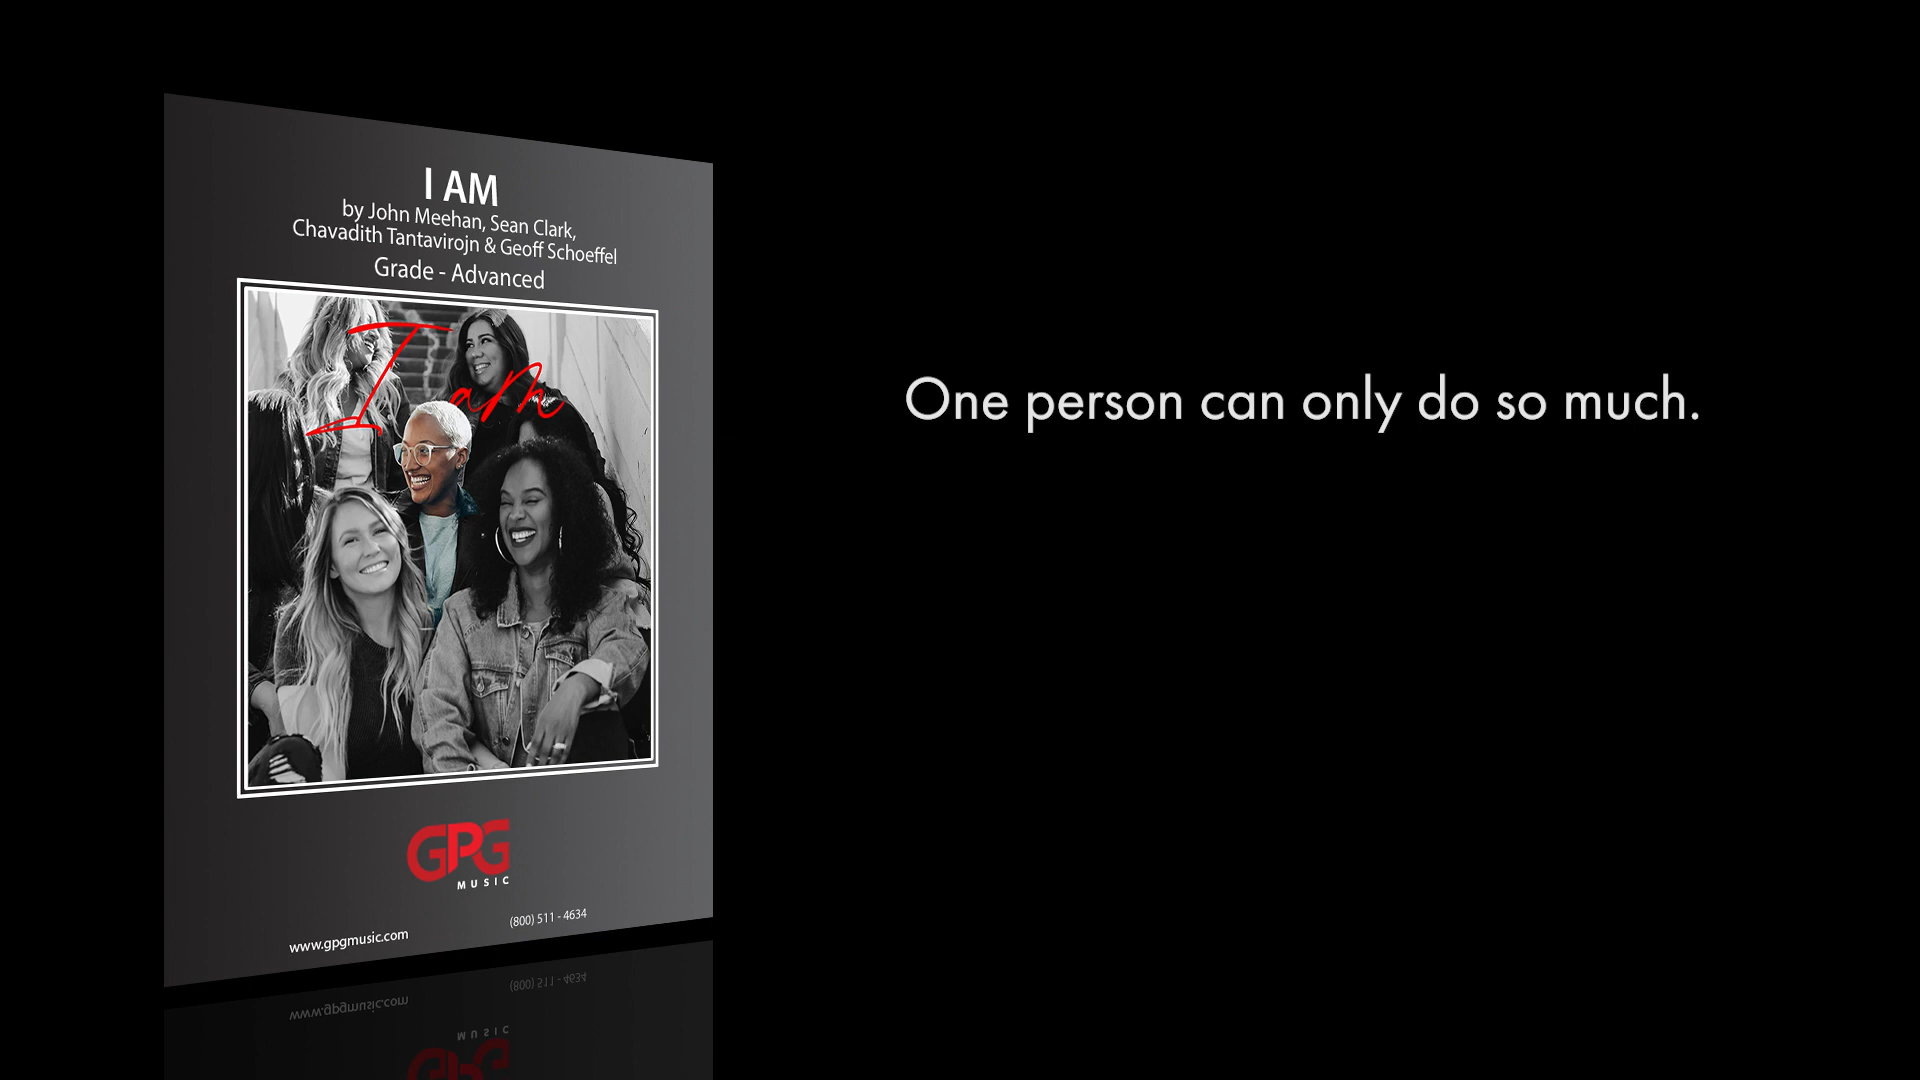 I AM
by John Meehan, Sean Clark,
Chavadith Tantavirojn & Geoff Schoeffel
Grade - Advanced
I am
GPG
MUSIC
(800) 511 - 4634
www.gpgmusic.com
One person can only do so much.